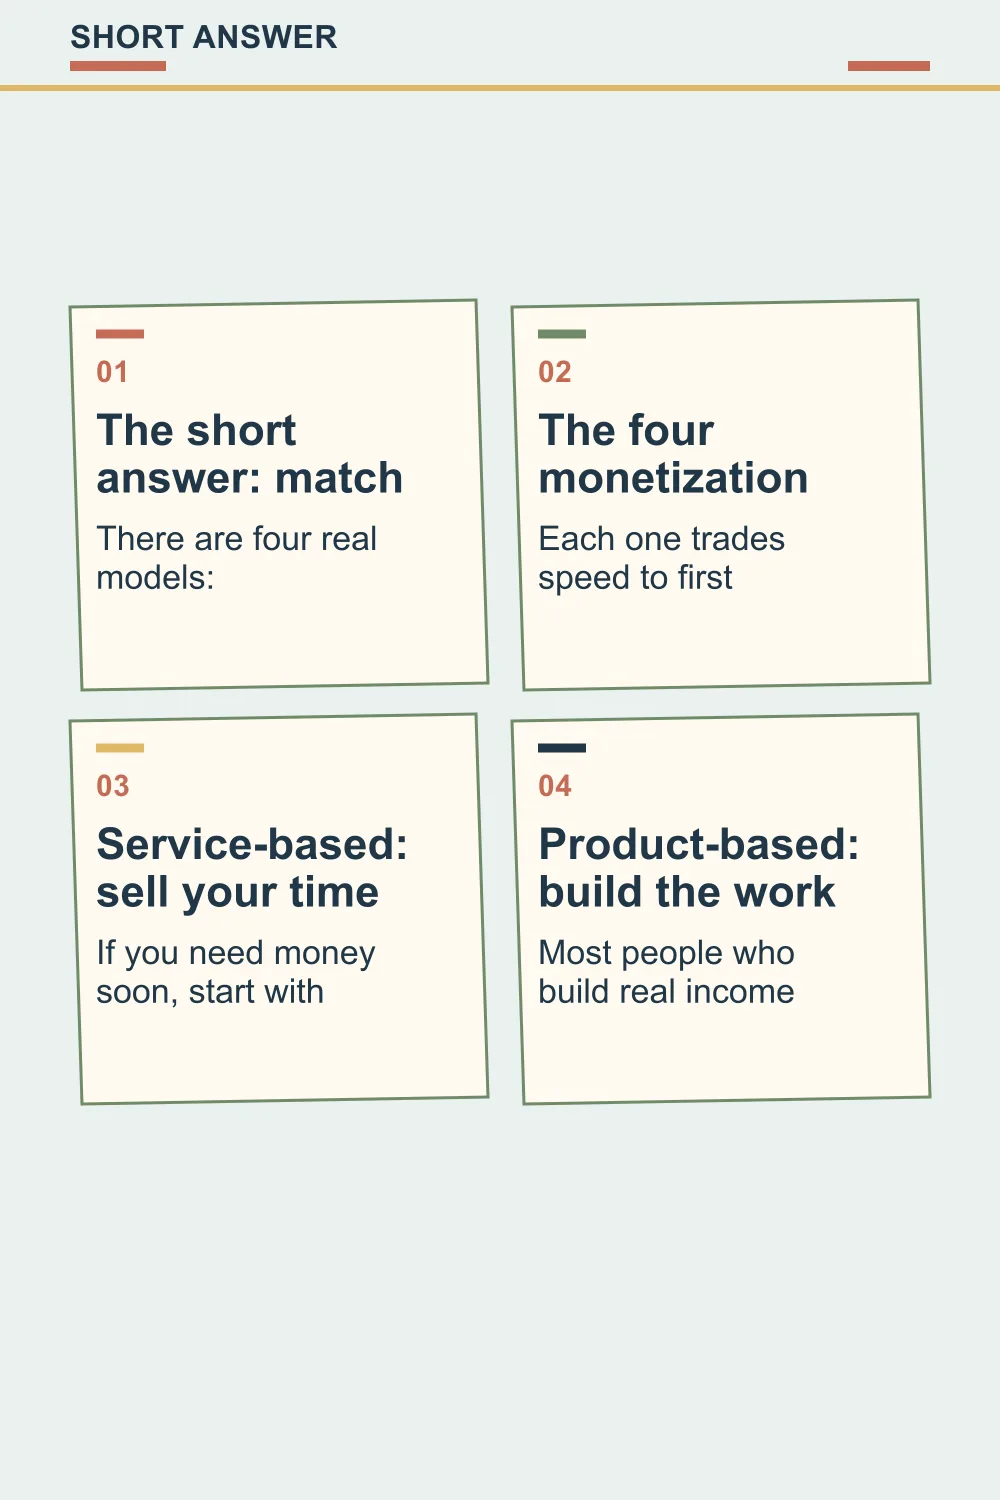 SHORT ANSWER
01
The short
answer: match
There are four real
models:
02
The four
monetization
Each one trades
speed to first
03
Service-based:
sell your time
If you need money
soon, start with
04
Product-based:
build the work
Most people who
build real income